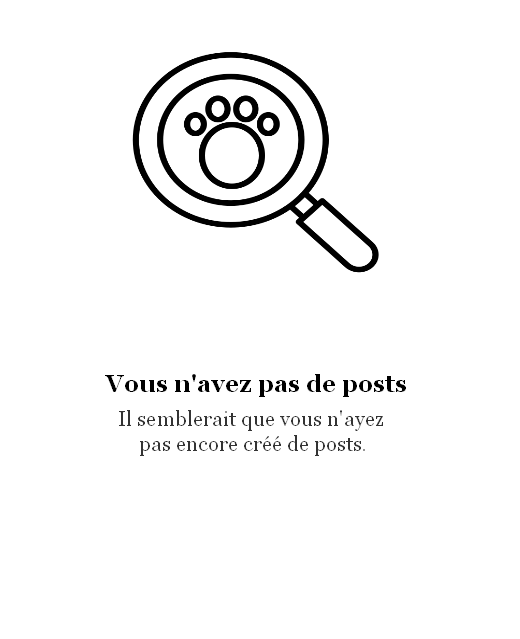 Vous n'avez pas de posts
Il semblerait que vous n'ayez
pas encore créé de posts.